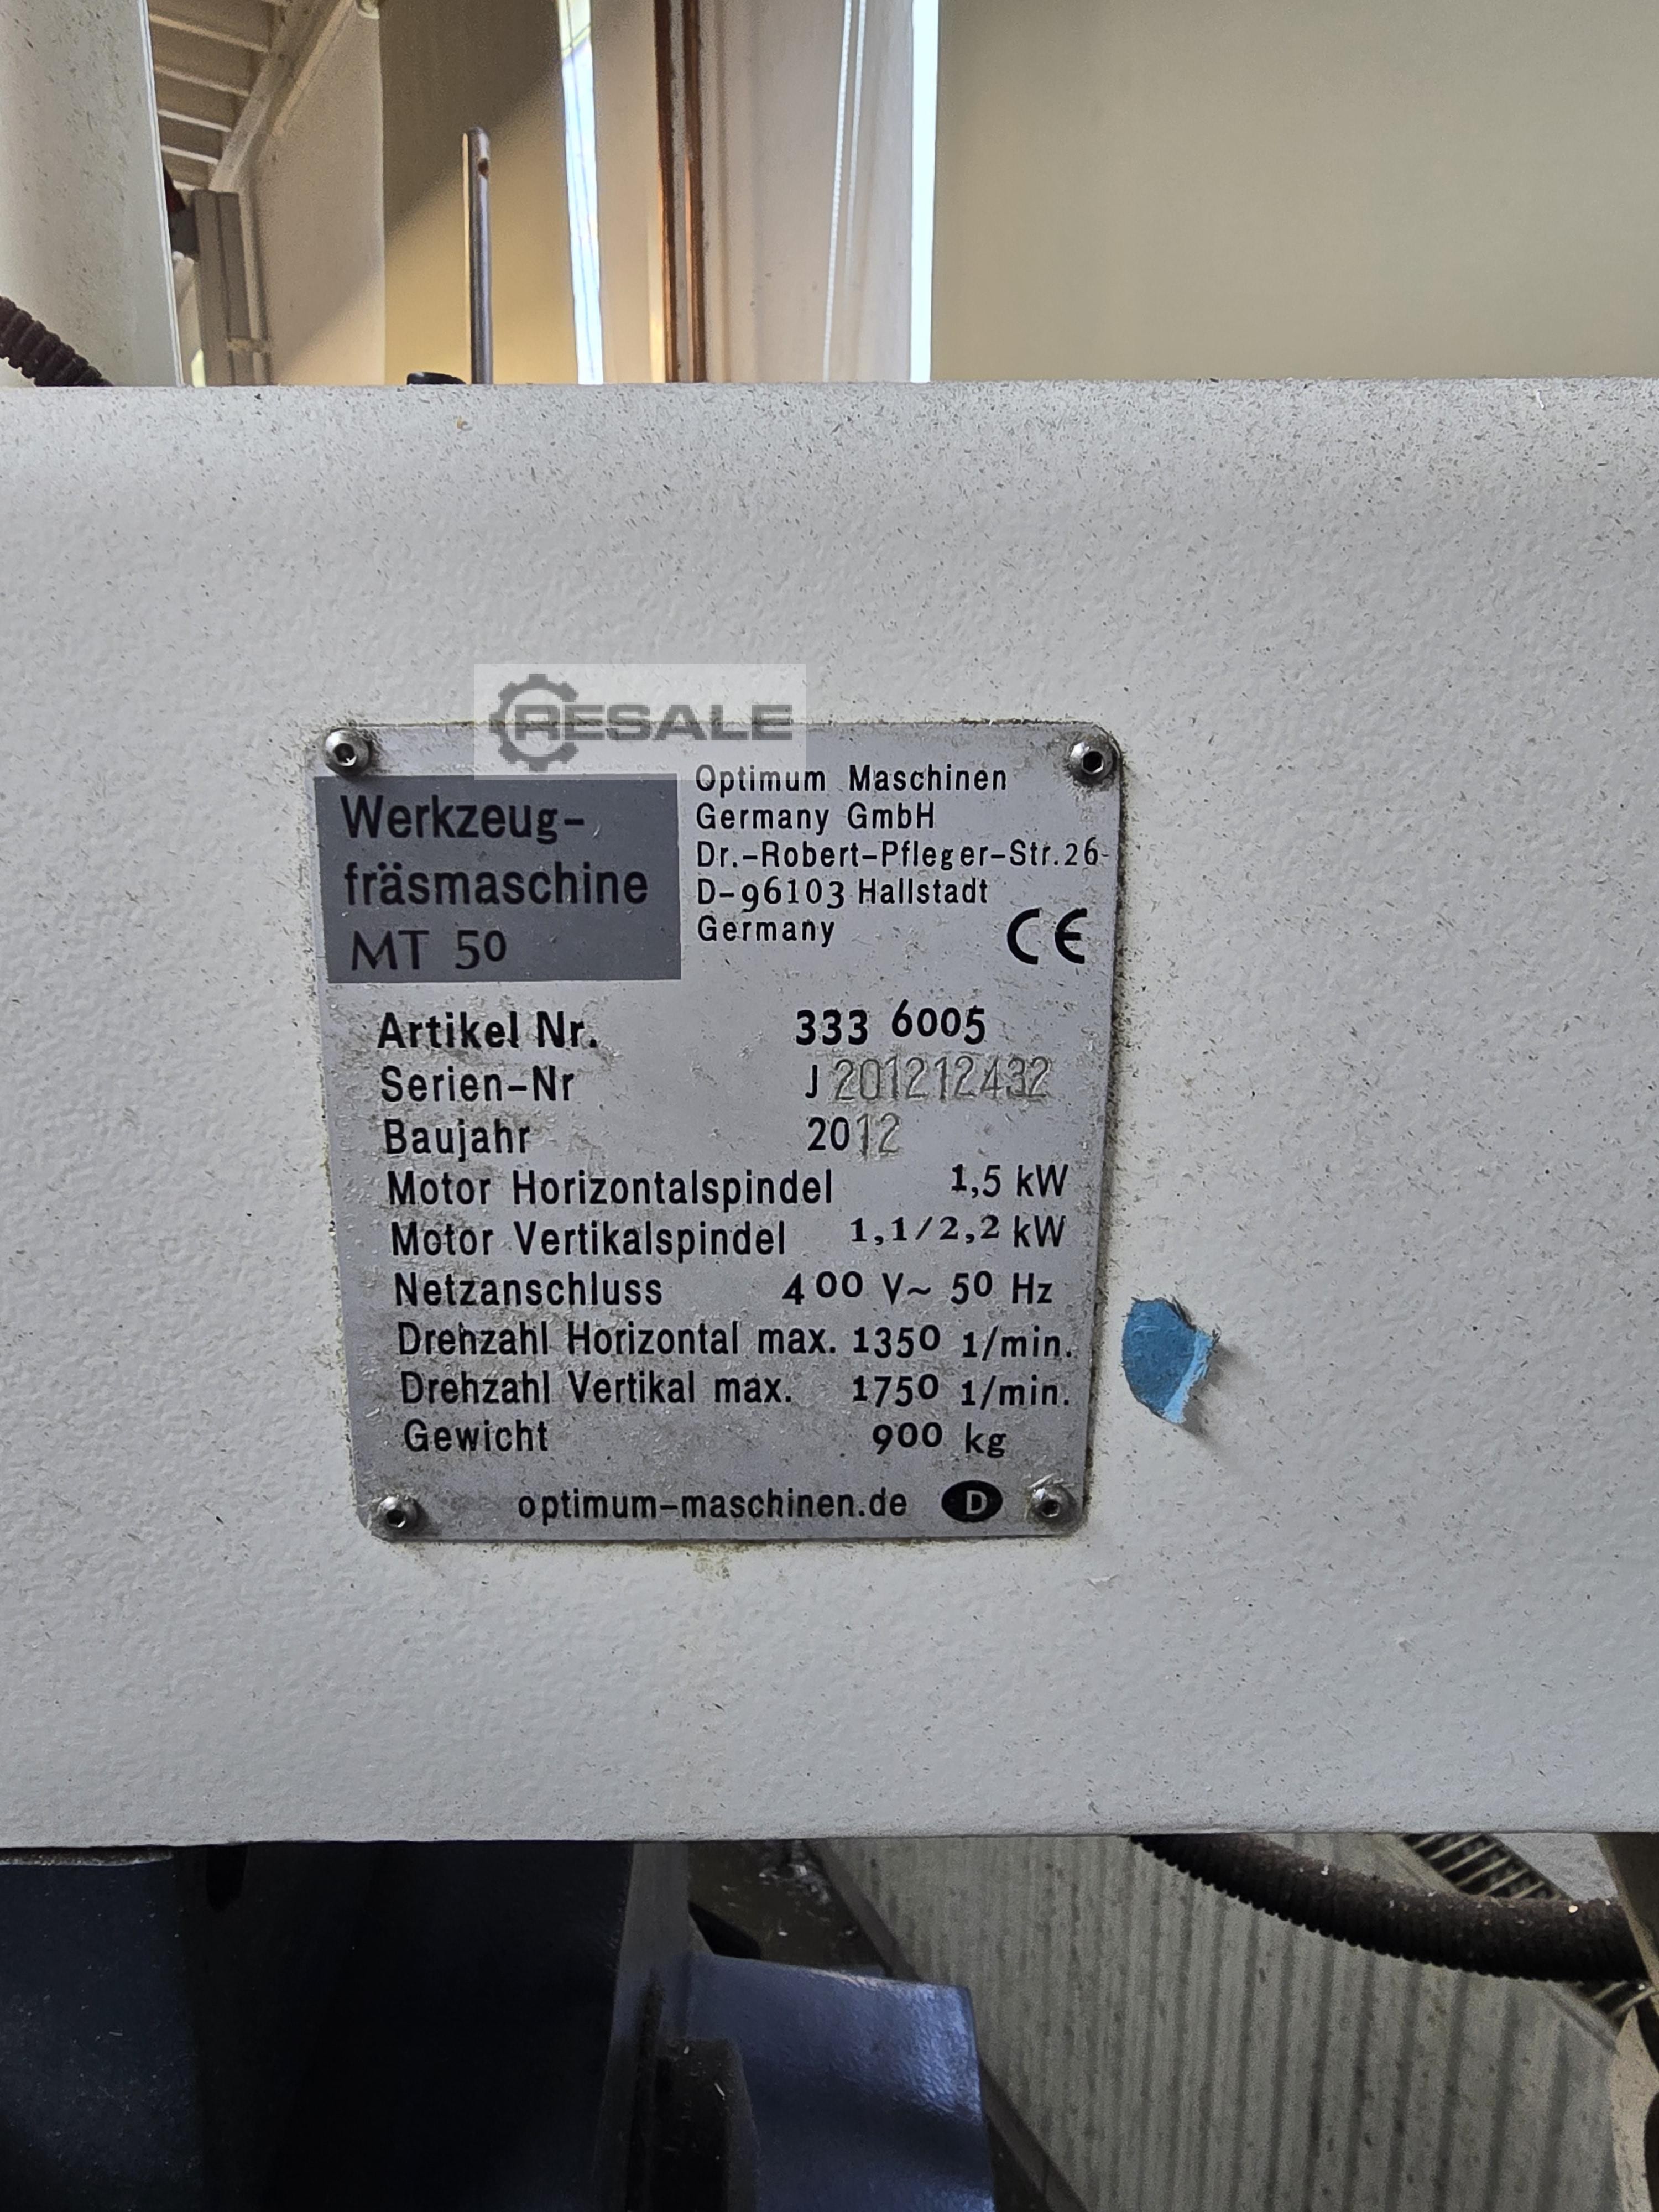 RESALE
Werkzeug-
fräsmaschine
MT 50
Optimum Maschinen
Germany GmbH
Dr.-Robert-Pfleger-Str.26
D-96103 Hallstadt
Germany
CE
Artikel Nr. 333 6005
Serien-Nr J 201212432
Baujahr 2012
Motor Horizontalspindel 1,5 kW
Motor Vertikalspindel 1,1/2,2 kW
Netzanschluss 400 V~ 50 Hz
Drehzahl Horizontal max. 1350 1/min.
Drehzahl Vertikal max. 1750 1/min.
Gewicht 900 kg
optimum-maschinen.de D